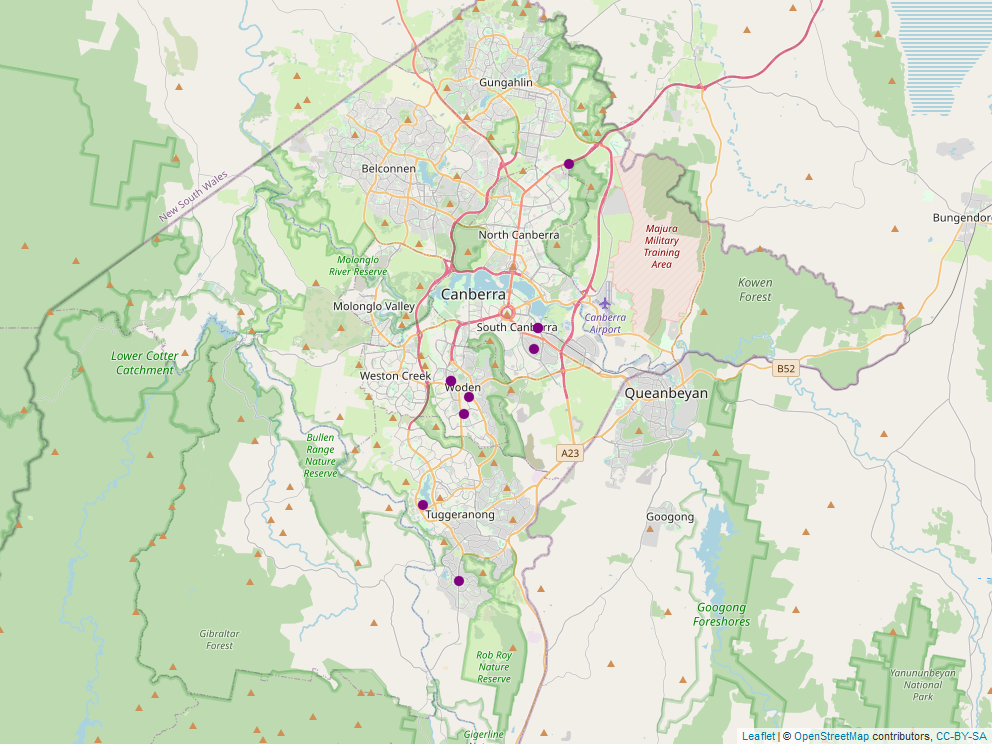 Gungahlin
Belconnen
New South Wales
North Canberra
Majura
Military
Training
Area
Bungendor
Molonglo
River Reserve
Kowen
Forest
Canberra
Molonglo Valley
Canberra
Airport
South Canberra
Lower Cotter
Catchment
B52
Weston Creek
Woden
Queanbeyan
Bullen
Range
Nature
Reserve
A23
Tuggeranong
Googong
Googong
Foreshores
Gibraltar
Forest
Rob Roy
Nature
Reserve
Yanununbeyan
National
Park
Gigerline
Leaflet | © OpenStreetMap contributors, CC-BY-SA